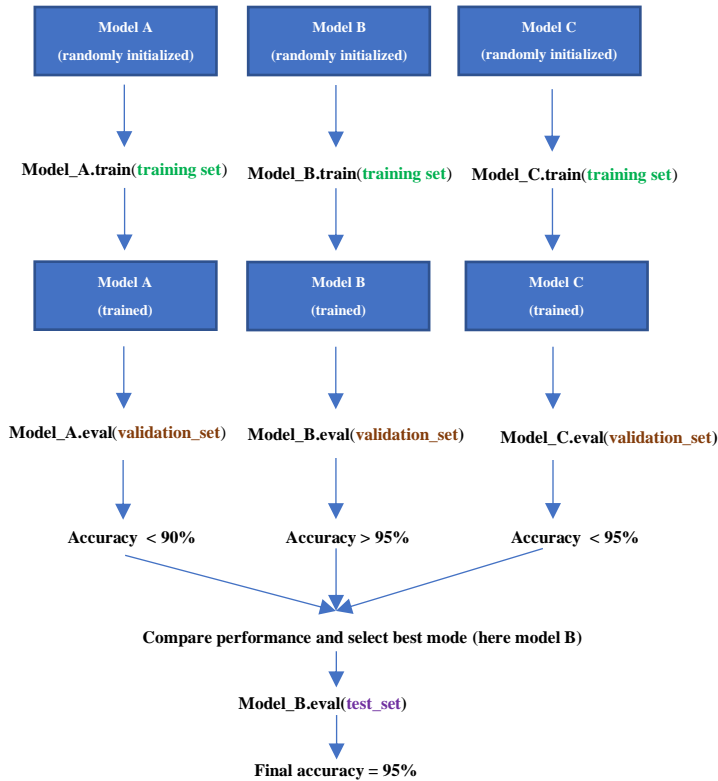 Model A
(randomly initialized)
Model B
(randomly initialized)
Model C
(randomly initialized)
Model_A.train(training set)
Model_B.train(training set)
Model_C.train(training set)
Model A
(trained)
Model B
(trained)
Model C
(trained)
Model_A.eval(validation_set)
Model_B.eval(validation_set)
Model_C.eval(validation_set)
Accuracy < 90%
Accuracy > 95%
Accuracy < 95%
Compare performance and select best mode (here model B)
Model_B.eval(test_set)
Final accuracy = 95%